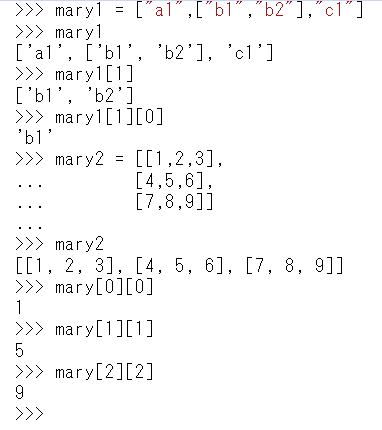 >>> mary1 = ["a1",["b1","b2"],"c1"]
>>> mary1
['a1', ['b1', 'b2'], 'c1']
>>> mary1[1]
['b1', 'b2']
>>> mary1[1][0]
'b1'
>>> mary2 = [[1,2,3],
...          [4,5,6],
...          [7,8,9]]
...
>>> mary2
[[1, 2, 3], [4, 5, 6], [7, 8, 9]]
>>> mary[0][0]
1
>>> mary[1][1]
5
>>> mary[2][2]
9
>>>